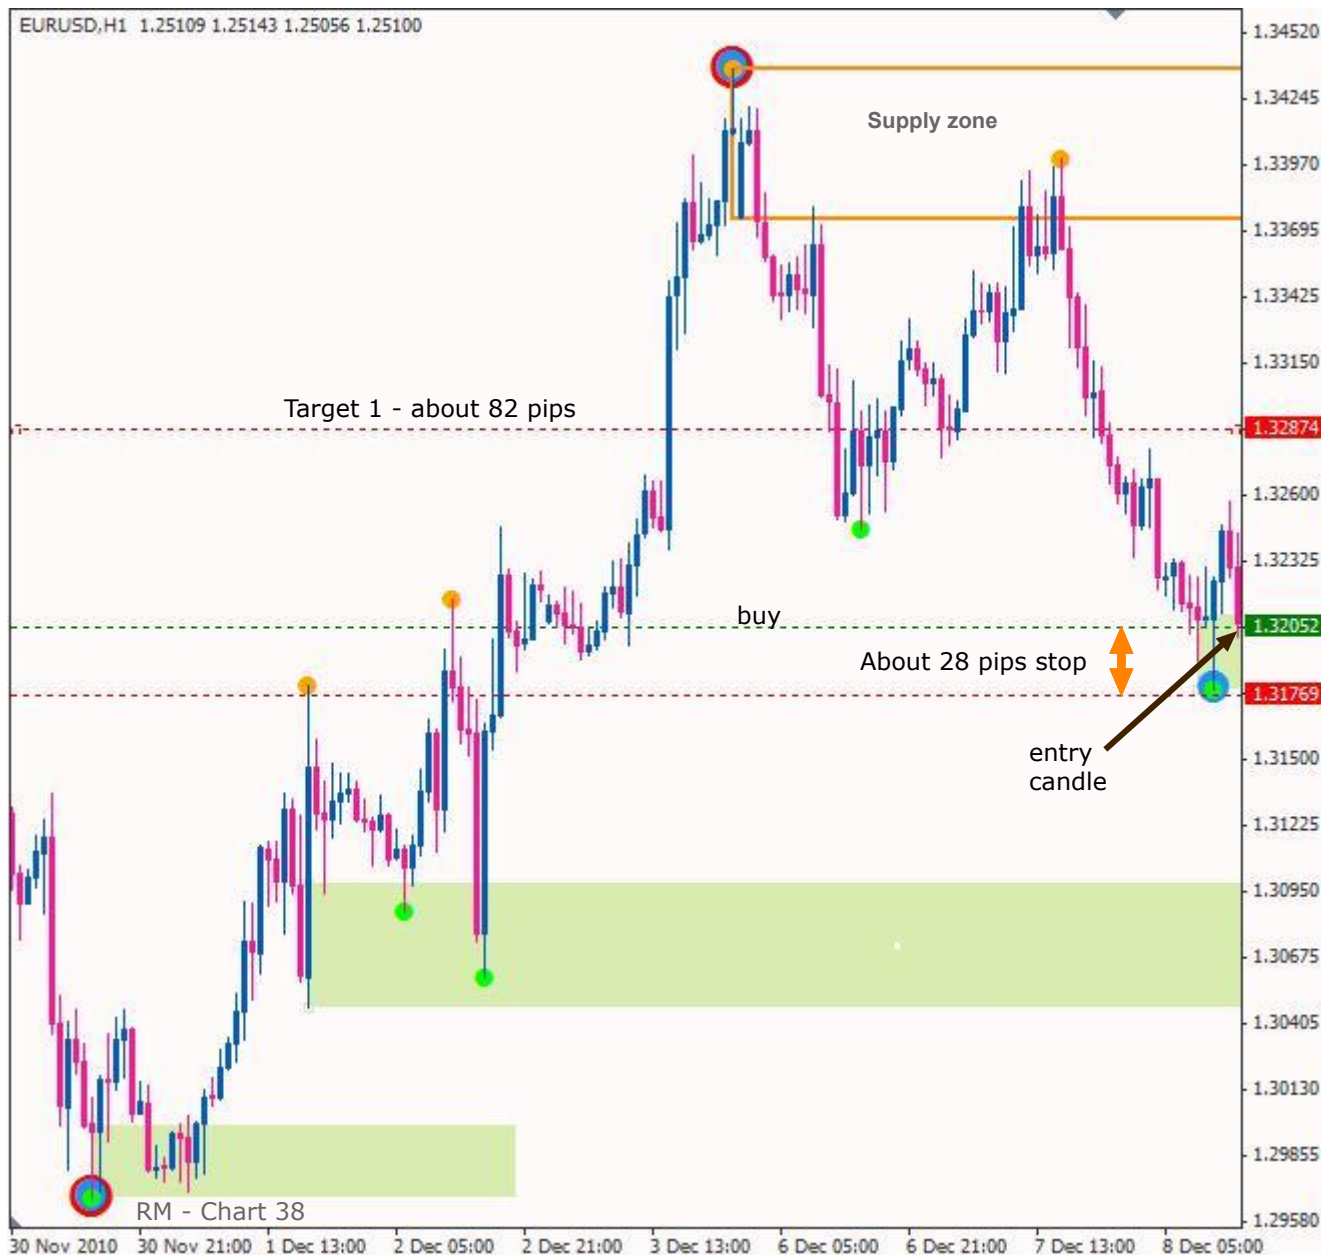 EURUSD,H1 1.25109 1.25143 1.25056 1.25100
1.34520
1.34245
Supply zone
1.33970
1.33695
1.33425
1.33150
Target 1 - about 82 pips
1.32874
1.32600
1.32325
buy
1.32052
About 28 pips stop
1.31769
entry
candle
1.31500
1.31225
1.30950
1.30675
1.30405
1.30130
1.29855
RM - Chart 38
1.29580
30 Nov 2010 30 Nov 21:00 1 Dec 13:00 2 Dec 05:00 2 Dec 21:00 3 Dec 13:00 6 Dec 05:00 6 Dec 21:00 7 Dec 13:00 8 Dec 05:00